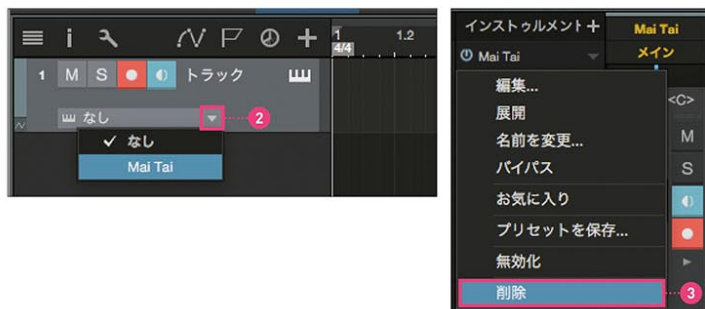 1
1.2
4/4
1 M S トラック
なし
2
✓ なし
Mai Tai
インストゥルメント +
Mai Tai
Mai Tai
メイン
編集...
展開
<C>
名前を変更...
M
バイパス
S
お気に入り
プリセットを保存...
無効化
削除
3